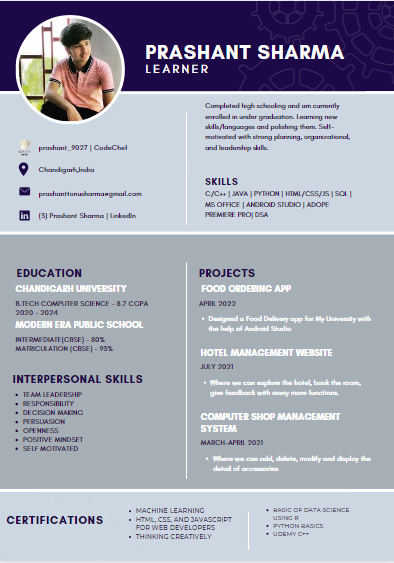 PRASHANT SHARMA
LEARNER
Completed high schooling and am currently
enrolled in under graduation. Learning new
skills/languages and polishing them. Self-
motivated with strong planning, organizational,
and leadership skills.
prashant_9027 | CodeChef
Chandigarh,India
prashanttonusharma@gmail.com
(3) Prashant Sharma | LinkedIn
SKILLS
C/C++ | JAVA | PYTHON | HTML/CSS/JS | SQL |
MS OFFICE | ANDROID STUDIO | ADOPE
PREMIERE PRO| DSA
EDUCATION
CHANDIGARH UNIVERSITY
B.TECH COMPUTER SCIENCE - 8.7 CGPA
2020 - 2024
MODERN ERA PUBLIC SCHOOL
INTERMEDIATE(CBSE) - 80%
MATRICULATION (CBSE) - 93%
INTERPERSONAL SKILLS
• TEAM LEADERSHIP
• RESPONSIBILITY
• DECISION MAKING
• PERSUASION
• OPENNESS
• POSITIVE MINDSET
• SELF MOTIVATED
PROJECTS
FOOD ORDERING APP
APRIL 2022
• Designed a Food Delivery app for My University with
the help of Android Studio
HOTEL MANAGEMENT WEBSITE
JULY 2021
• Where we can explore the hotel, book the room,
give feedback with many more functions.
COMPUTER SHOP MANAGEMENT
SYSTEM
MARCH-APRIL 2021
• Where we can add, delete, modify and display the
detail of accessories
CERTIFICATIONS
• MACHINE LEARNING
• HTML, CSS, AND JAVASCRIPT
FOR WEB DEVELOPERS
• THINKING CREATIVELY
• BASIC OF DATA SCIENCE
USING R
• PYTHON BASICS
• UDEMY C++